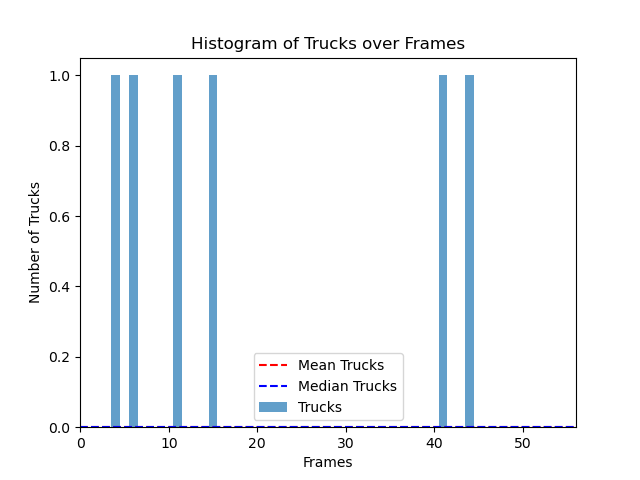 Histogram of Trucks over Frames
Number of Trucks
1.0
0.8
0.6
0.4
0.2
0.0
Mean Trucks
Median Trucks
Trucks
0 10 20 30 40 50
Frames